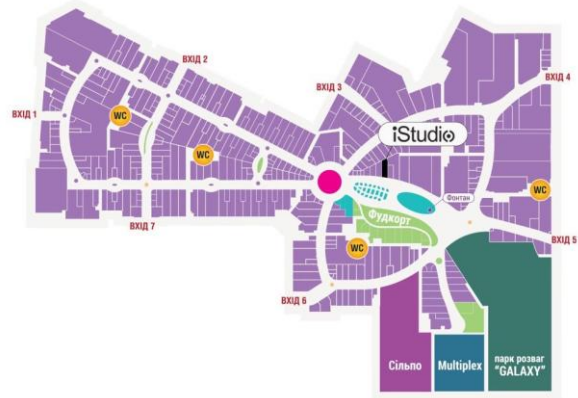 ВХІД 2
ВХІД 3
ВХІД 4
ВХІД 1
WC
iStudio
WC
WC
Фонтан
Фудкорт
ВХІД 7
WC
ВХІД 5
ВХІД 6
Сільпо
Multiplex
парк розваг
"GALAXY"